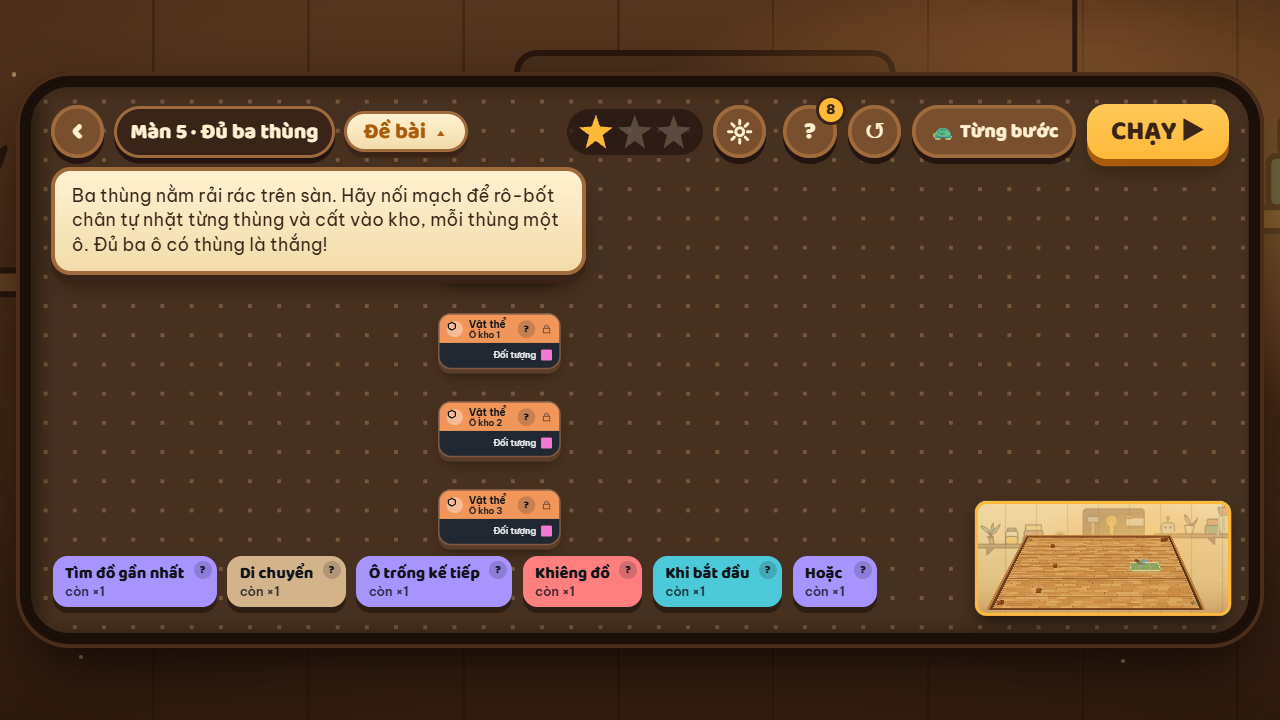 Màn 5 • Đủ ba thùng
Đề bài
?
8
Từng bước
CHẠY
Ba thùng nằm rải rác trên sàn. Hãy nối mạch để rô-bốt
chân tự nhặt từng thùng và cất vào kho, mỗi thùng một
ô. Đủ ba ô có thùng là thắng!
Vật thể
Ô kho 1
?
Đối tượng
Vật thể
Ô kho 2
?
Đối tượng
Vật thể
Ô kho 3
?
Đối tượng
Tìm đồ gần nhất ?
còn ×1
Di chuyển ?
còn ×1
Ô trống kế tiếp ?
còn ×1
Khiêng đồ ?
còn ×1
Khi bắt đầu ?
còn ×1
Hoặc ?
còn ×1